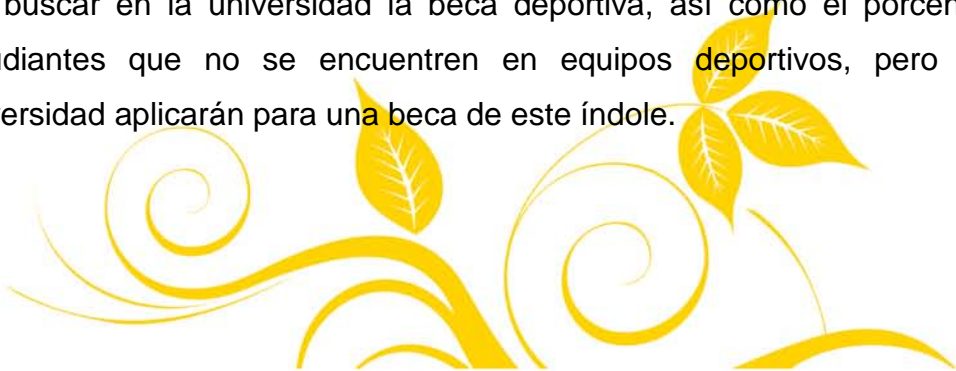 buscar en la universidad la beca deportiva, así como el porcen
udiantes que no se encuentren en equipos deportivos, pero
versidad aplicarán para una beca de este índole.